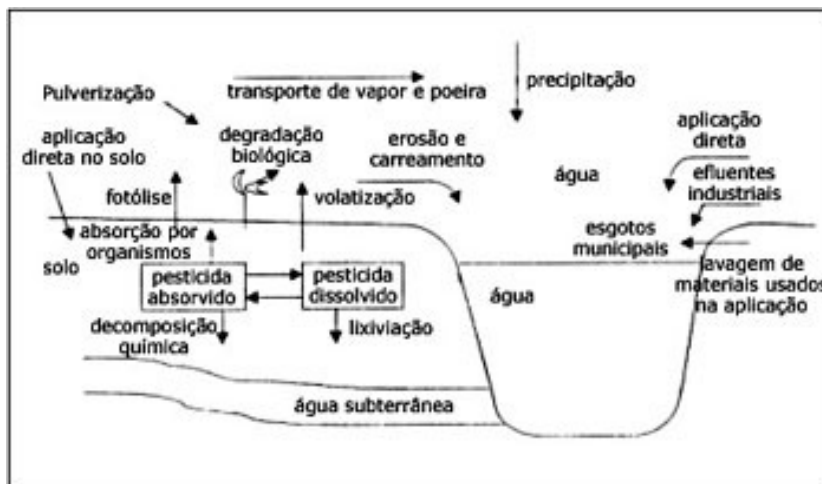 precipitação
transporte de vapor e poeira
Pulverização
aplicação
direta no solo
degradação
biológica
erosão e
carreamento
aplicação
direta
água
efluentes
industriais
fotólise
volatização
absorção por
organismos
esgotos
municipais
solo
pesticida
absorvido
pesticida
dissolvido
água
lavagem de
materiais usados
na aplicação
decomposição
química
lixiviação
água subterrânea